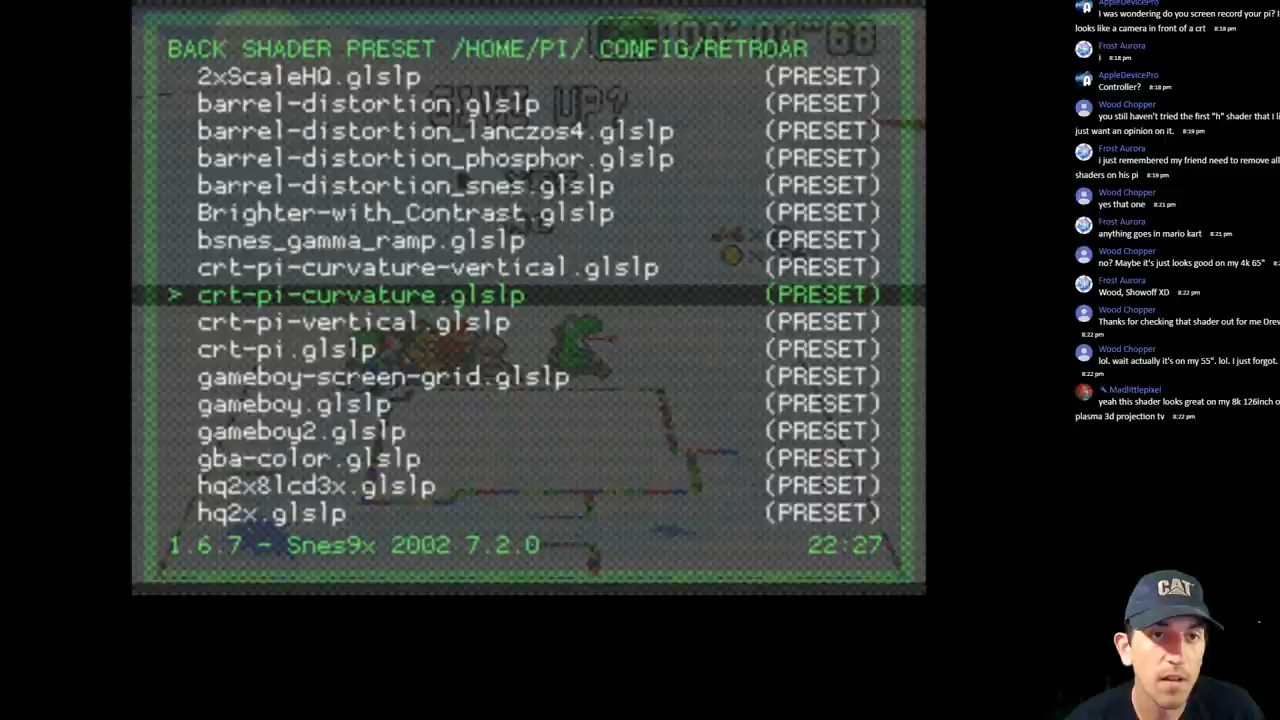 BACK SHADER PRESET /HOME/PI/.CONFIG/RETROAR
2xScaleHQ.glslp (PRESET)
barrel-distortion.glslp (PRESET)
barrel-distortion_lanczos4.glslp (PRESET)
barrel-distortion_phosphor.glslp (PRESET)
barrel-distortion_snes.glslp (PRESET)
Brighter-with_Contrast.glslp (PRESET)
bsnes_gamma_ramp.glslp (PRESET)
crt-pi-curvature-vertical.glslp (PRESET)
> crt-pi-curvature.glslp (PRESET)
crt-pi-vertical.glslp (PRESET)
crt-pi.glslp (PRESET)
gameboy-screen-grid.glslp (PRESET)
gameboy.glslp (PRESET)
gameboy2.glslp (PRESET)
gba-color.glslp (PRESET)
hq2x8lcd3x.glslp (PRESET)
hq2x.glslp (PRESET)
1.6.7 - Snes9x 2002 7.2.0 22:27
GIVE UP?
68
AppleDevicePro
I was wondering do you screen record your pi? I
looks like a camera in front of a crt 8:18 pm
Frost Aurora
I 8:18 pm
AppleDevicePro
Controller? 8:18 pm
Wood Chopper
you still haven't tried the first "h" shader that I li
just want an opinion on it. 8:19 pm
Frost Aurora
i just remembered my friend need to remove all
shaders on his pi 8:19 pm
Wood Chopper
yes that one 8:21 pm
Frost Aurora
anything goes in mario kart 8:21 pm
Wood Chopper
no? Maybe it's just looks good on my 4k 65" 8:2
Frost Aurora
Wood, Showoff XD 8:22 pm
Wood Chopper
Thanks for checking that shader out for me Drew
8:22 pm
Wood Chopper
lol. wait actually it's on my 55". lol. I just forgot.
8:22 pm
Madlittlepixel
yeah this shader looks great on my 8k 126inch o
plasma 3d projection tv 8:22 pm
CAT